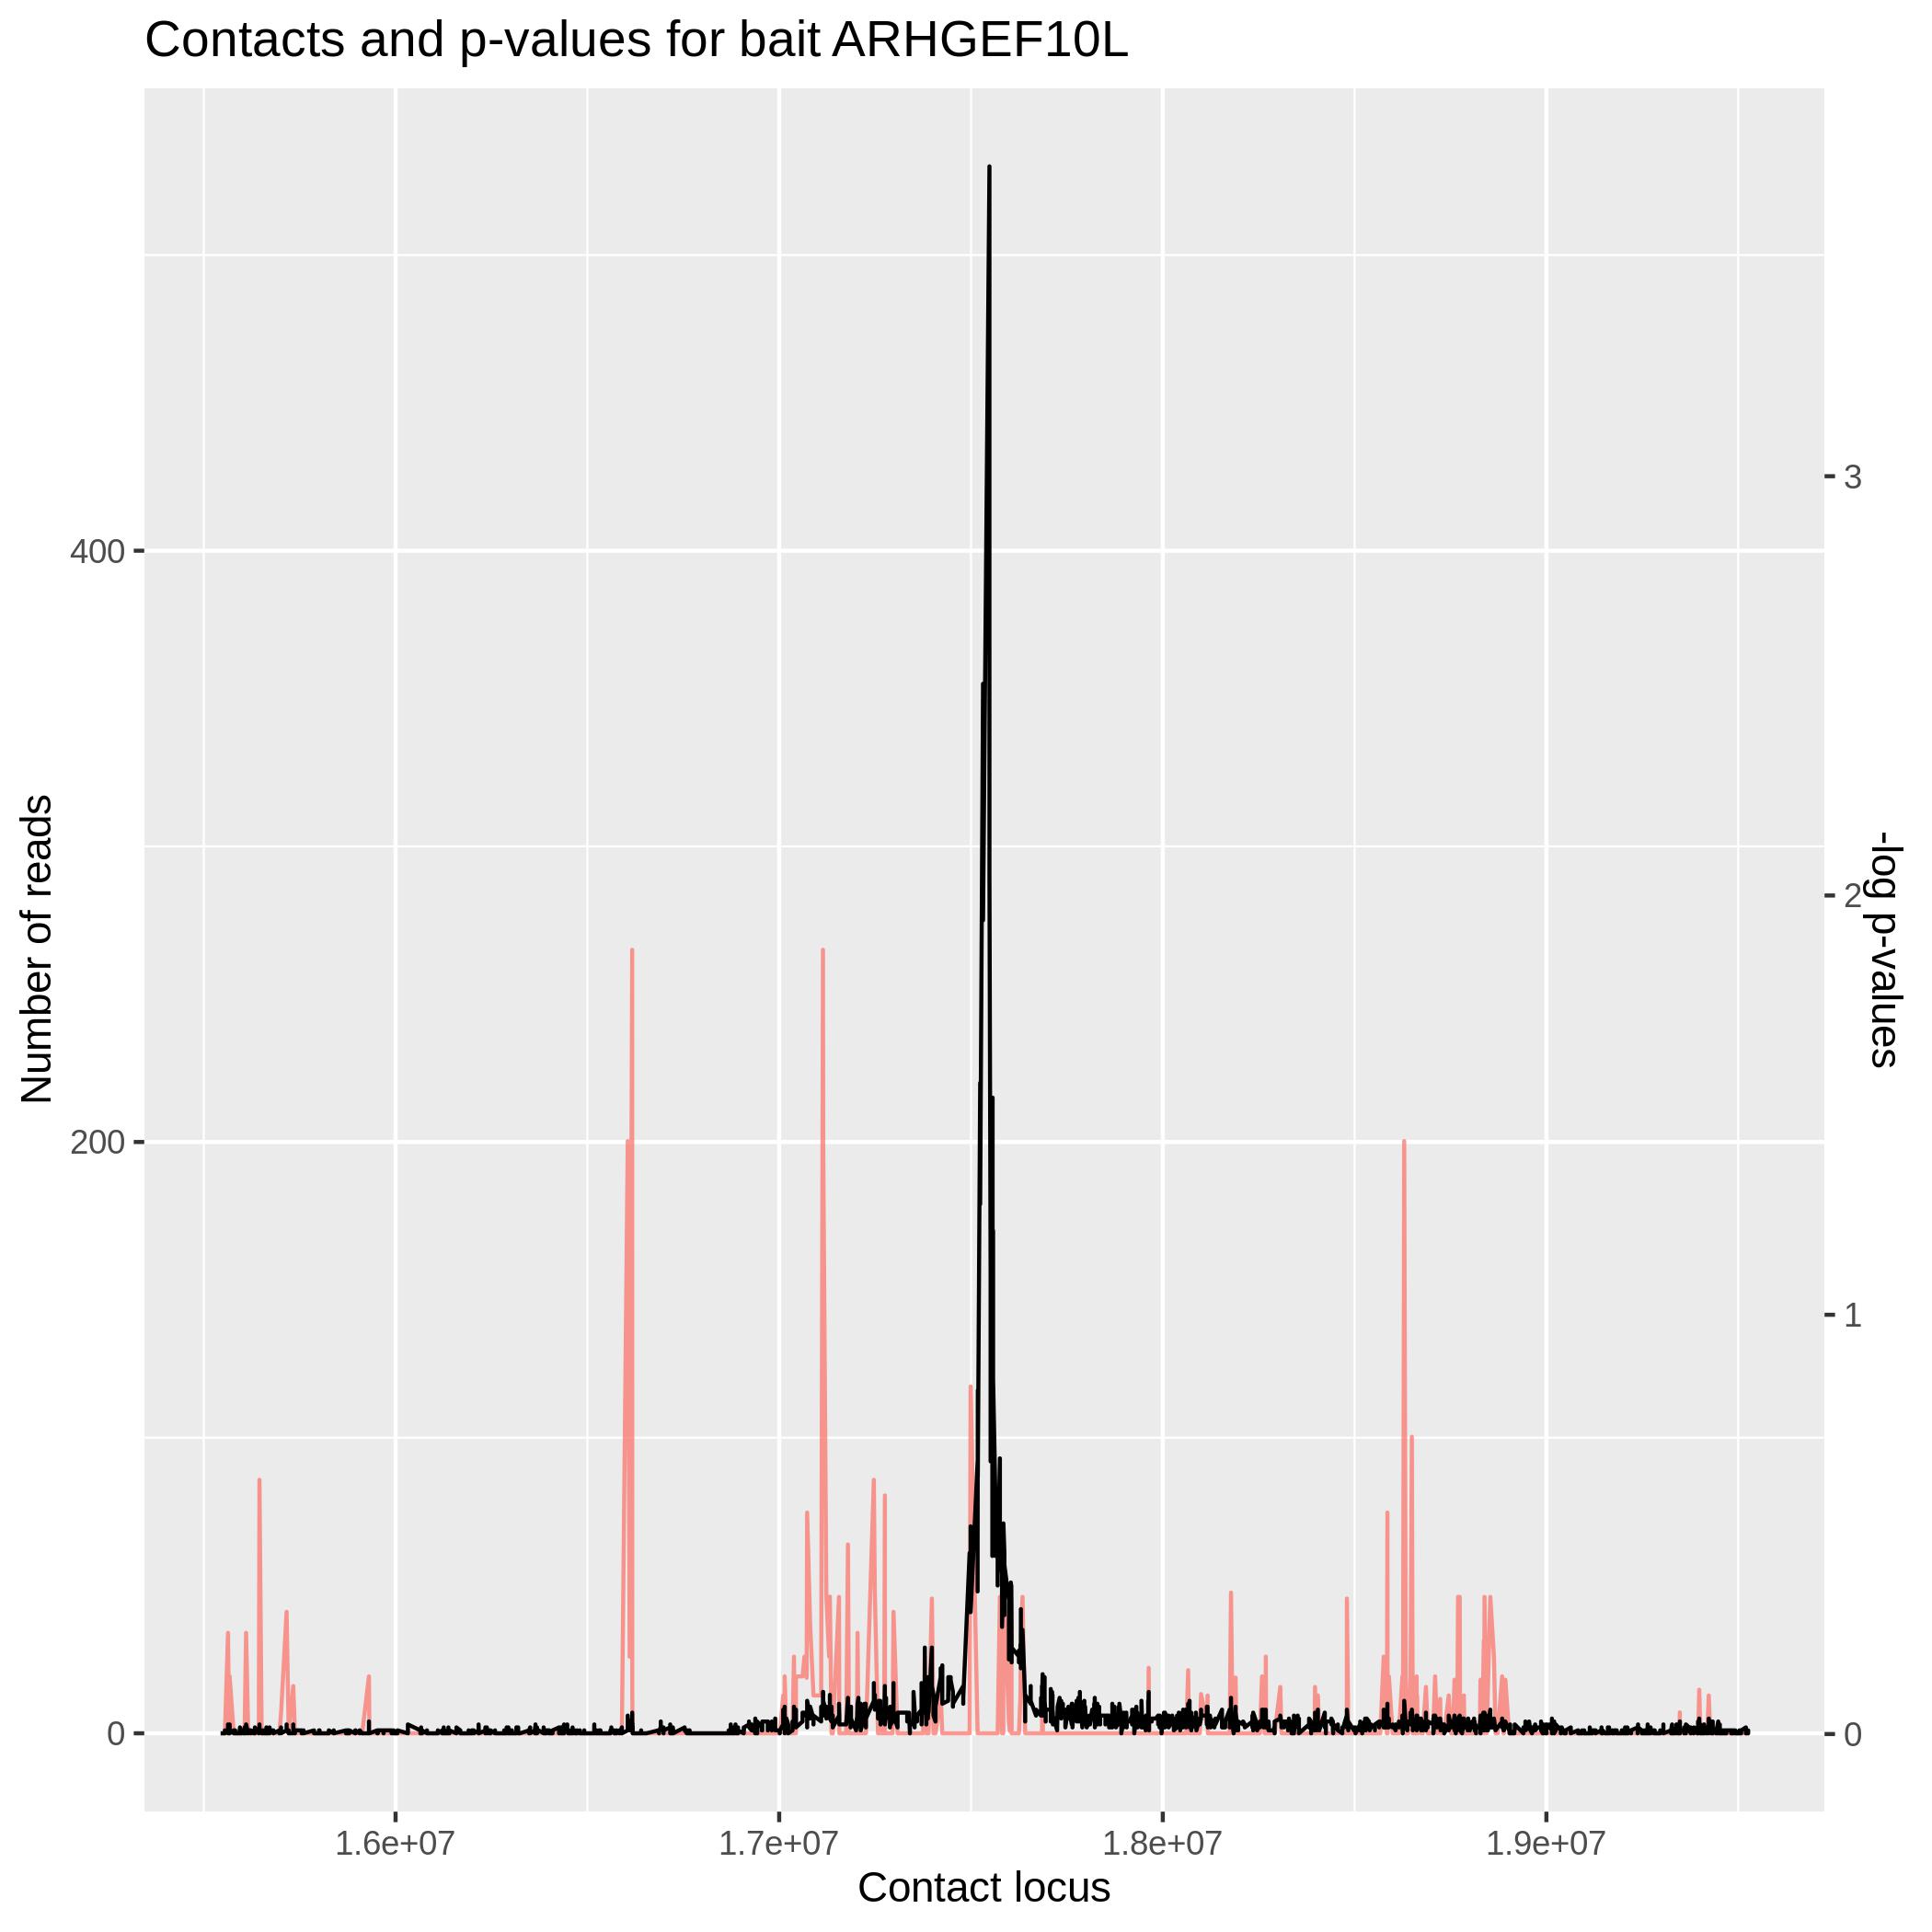 Contacts and p-values for bait ARHGEF10L
Number of reads
400
200
0
3
2
1
0
-log p-values
1.6e+07 1.7e+07 1.8e+07 1.9e+07
Contact locus